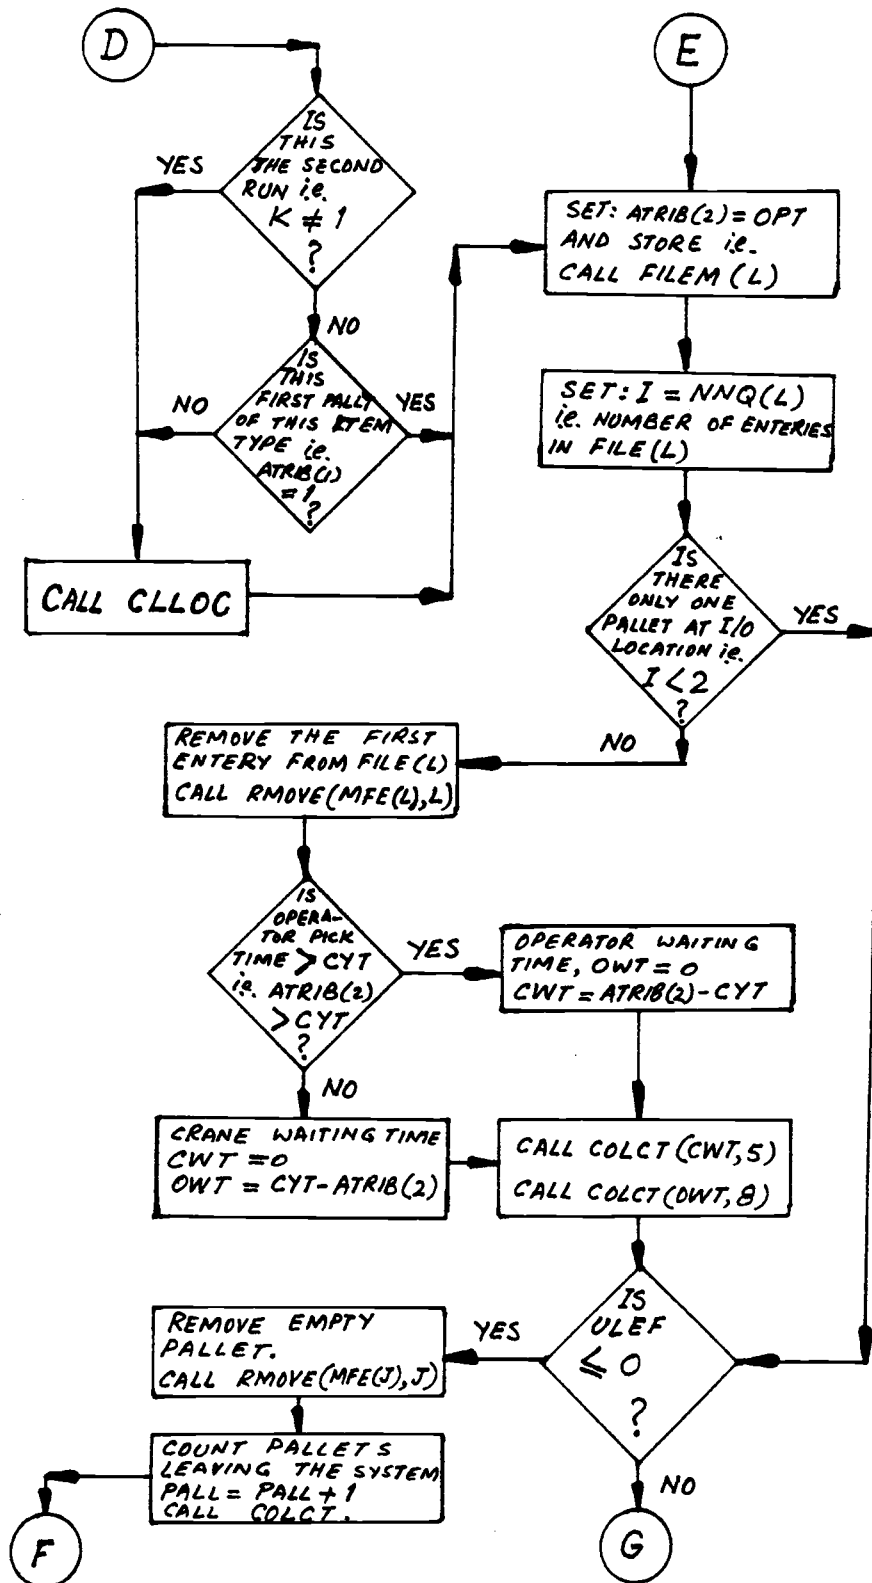 D
IS
THIS
THE SECOND
RUN i.e.
K ≠ 1
?
YES
NO
IS
THIS
FIRST PALLT
OF THIS ITEM
TYPE i.e.
ATRIB(1)
= 1
?
NO
YES
CALL CLLOC
E
SET: ATRIB(2) = OPT
AND STORE i.e.
CALL FILEM (L)
SET: I = NNQ(L)
i.e. NUMBER OF ENTERIES
IN FILE(L)
IS
THERE
ONLY ONE
PALLET AT I/O
LOCATION i.e.
I < 2
?
YES
NO
REMOVE THE FIRST
ENTERY FROM FILE(L)
CALL RMOVE(MFE(L),L)
IS
OPERA-
TOR PICK
TIME > CYT
i.e. ATRIB(2)
> CYT
?
YES
NO
OPERATOR WAITING
TIME, OWT = 0
CWT = ATRIB(2) - CYT
CRANE WAITING TIME
CWT = 0
OWT = CYT - ATRIB(2)
CALL COLCT (CWT, 5)
CALL COLCT (OWT, 8)
IS
ULEF
≤ 0
?
YES
NO
REMOVE EMPTY
PALLET.
CALL RMOVE(MFE(J),J)
COUNT PALLETS
LEAVING THE SYSTEM
PALL = PALL + 1
CALL COLCT.
F
G